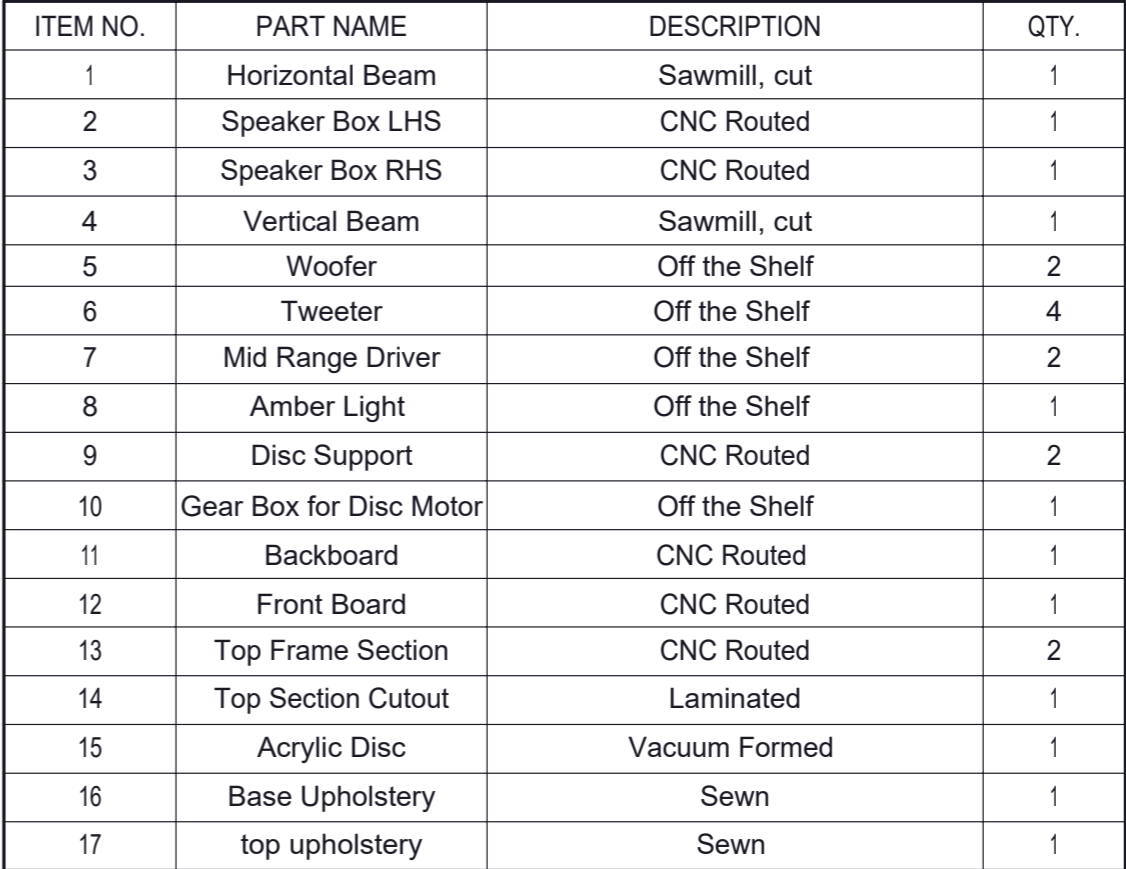 ITEM NO. PART NAME DESCRIPTION QTY.
1 Horizontal Beam Sawmill, cut 1
2 Speaker Box LHS CNC Routed 1
3 Speaker Box RHS CNC Routed 1
4 Vertical Beam Sawmill, cut 1
5 Woofer Off the Shelf 2
6 Tweeter Off the Shelf 4
7 Mid Range Driver Off the Shelf 2
8 Amber Light Off the Shelf 1
9 Disc Support CNC Routed 2
10 Gear Box for Disc Motor Off the Shelf 1
11 Backboard CNC Routed 1
12 Front Board CNC Routed 1
13 Top Frame Section CNC Routed 2
14 Top Section Cutout Laminated 1
15 Acrylic Disc Vacuum Formed 1
16 Base Upholstery Sewn 1
17 top upholstery Sewn 1